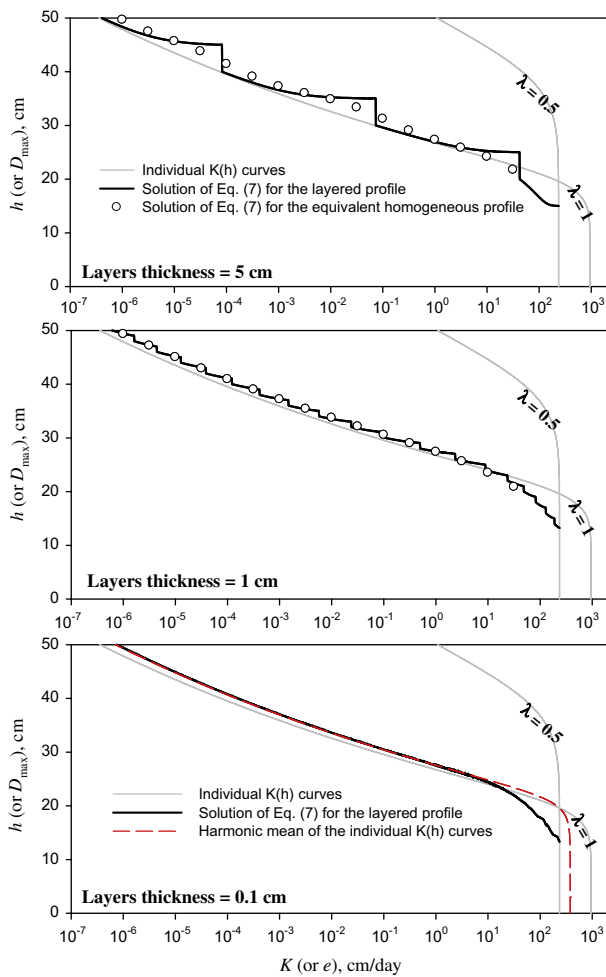 50
40
30
20
10
0
h (or Dmax), cm
λ = 0.5
λ = 1
Individual K(h) curves
Solution of Eq. (7) for the layered profile
Solution of Eq. (7) for the equivalent homogeneous profile
Layers thickness = 5 cm
10⁻⁷ 10⁻⁶ 10⁻⁵ 10⁻⁴ 10⁻³ 10⁻² 10⁻¹ 10⁰ 10¹ 10² 10³
50
40
30
20
10
0
h (or Dmax), cm
λ = 0.5
λ = 1
Layers thickness = 1 cm
10⁻⁷ 10⁻⁶ 10⁻⁵ 10⁻⁴ 10⁻³ 10⁻² 10⁻¹ 10⁰ 10¹ 10² 10³
50
40
30
20
10
0
h (or Dmax), cm
λ = 0.5
λ = 1
Individual K(h) curves
Solution of Eq. (7) for the layered profile
Harmonic mean of the individual K(h) curves
Layers thickness = 0.1 cm
10⁻⁷ 10⁻⁶ 10⁻⁵ 10⁻⁴ 10⁻³ 10⁻² 10⁻¹ 10⁰ 10¹ 10² 10³
K (or e), cm/day